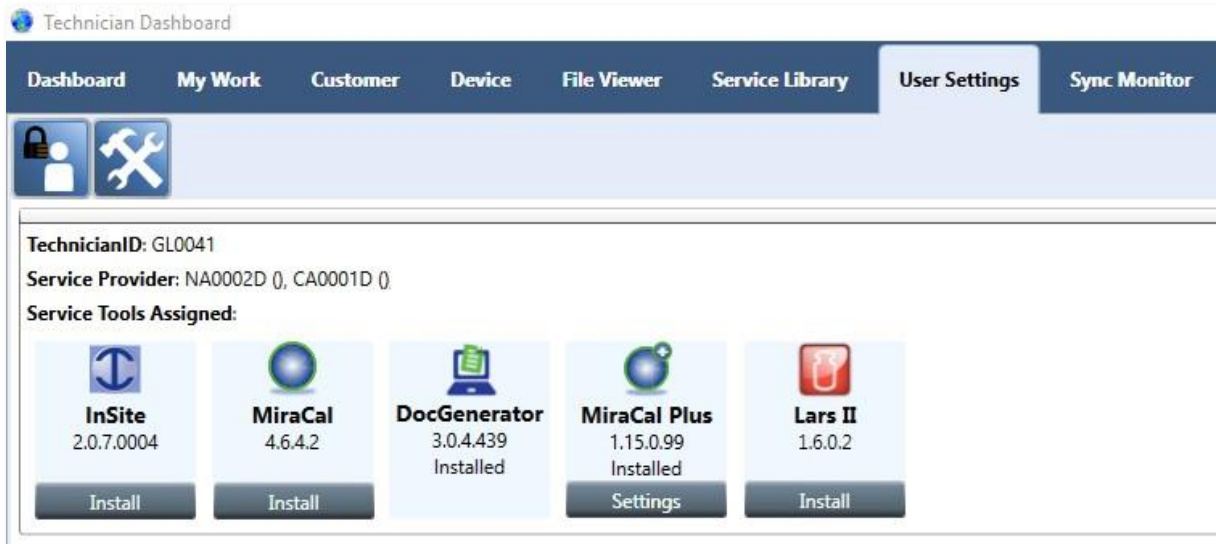 Technician Dashboard
Dashboard My Work Customer Device File Viewer Service Library User Settings Sync Monitor
TechnicianID: GL0041
Service Provider: NA0002D (), CA0001D ()
Service Tools Assigned:
InSite MiraCal DocGenerator MiraCal Plus Lars II
2.0.7.0004 4.6.4.2 3.0.4.439 1.15.0.99 1.6.0.2
Installed Installed
Install Install Settings Install